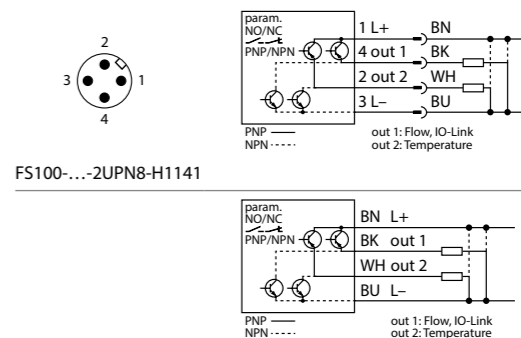 2
3
1
4
param.
NO/NC
PNP/NPN
1 L+ BN
4 out 1 BK
2 out 2 WH
3 L– BU
PNP
NPN
out 1: Flow, IO-Link
out 2: Temperature
FS100-…-2UPN8-H1141
param.
NO/NC
PNP/NPN
BN L+
BK out 1
WH out 2
BU L–
PNP
NPN
out 1: Flow, IO-Link
out 2: Temperature